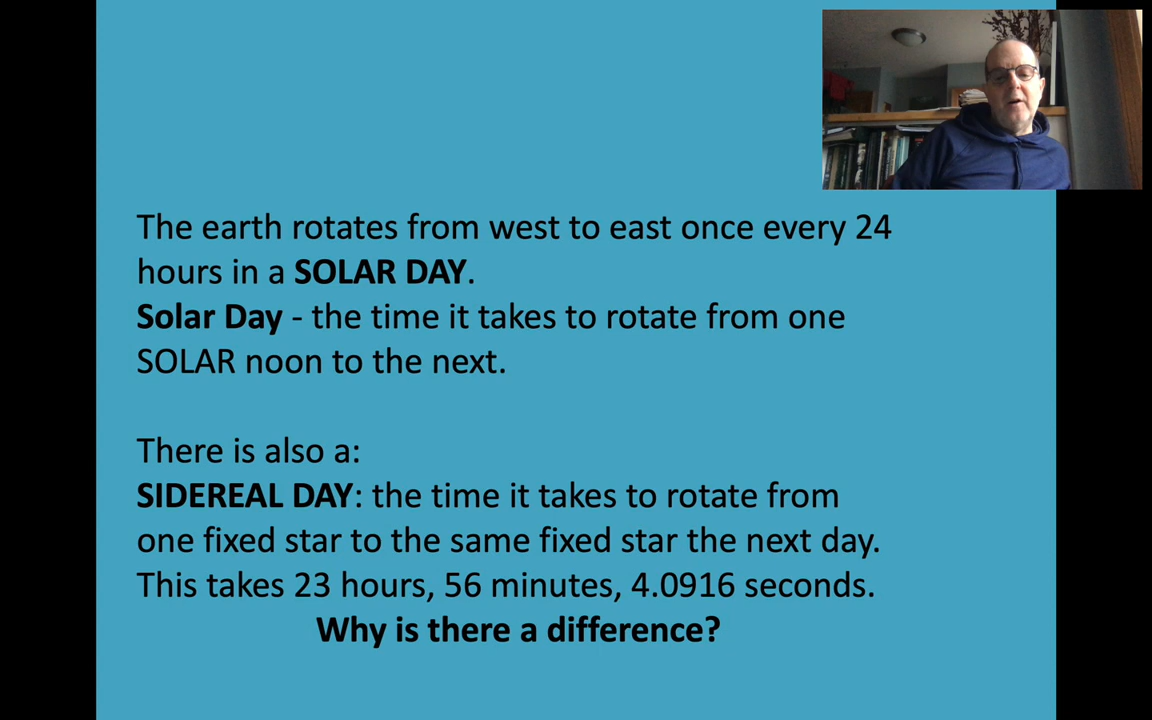 The earth rotates from west to east once every 24
hours in a SOLAR DAY.
Solar Day - the time it takes to rotate from one
SOLAR noon to the next.
There is also a:
SIDEREAL DAY: the time it takes to rotate from
one fixed star to the same fixed star the next day.
This takes 23 hours, 56 minutes, 4.0916 seconds.
Why is there a difference?